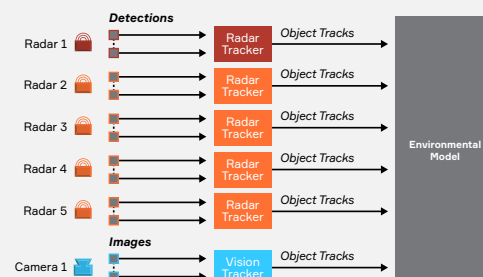 Detections
Radar 1
Radar
Tracker
Object Tracks
Radar 2
Radar
Tracker
Object Tracks
Radar 3
Radar
Tracker
Object Tracks
Environmental
Model
Radar 4
Radar
Tracker
Object Tracks
Radar 5
Radar
Tracker
Object Tracks
Images
Camera 1
Vision
Tracker
Object Tracks